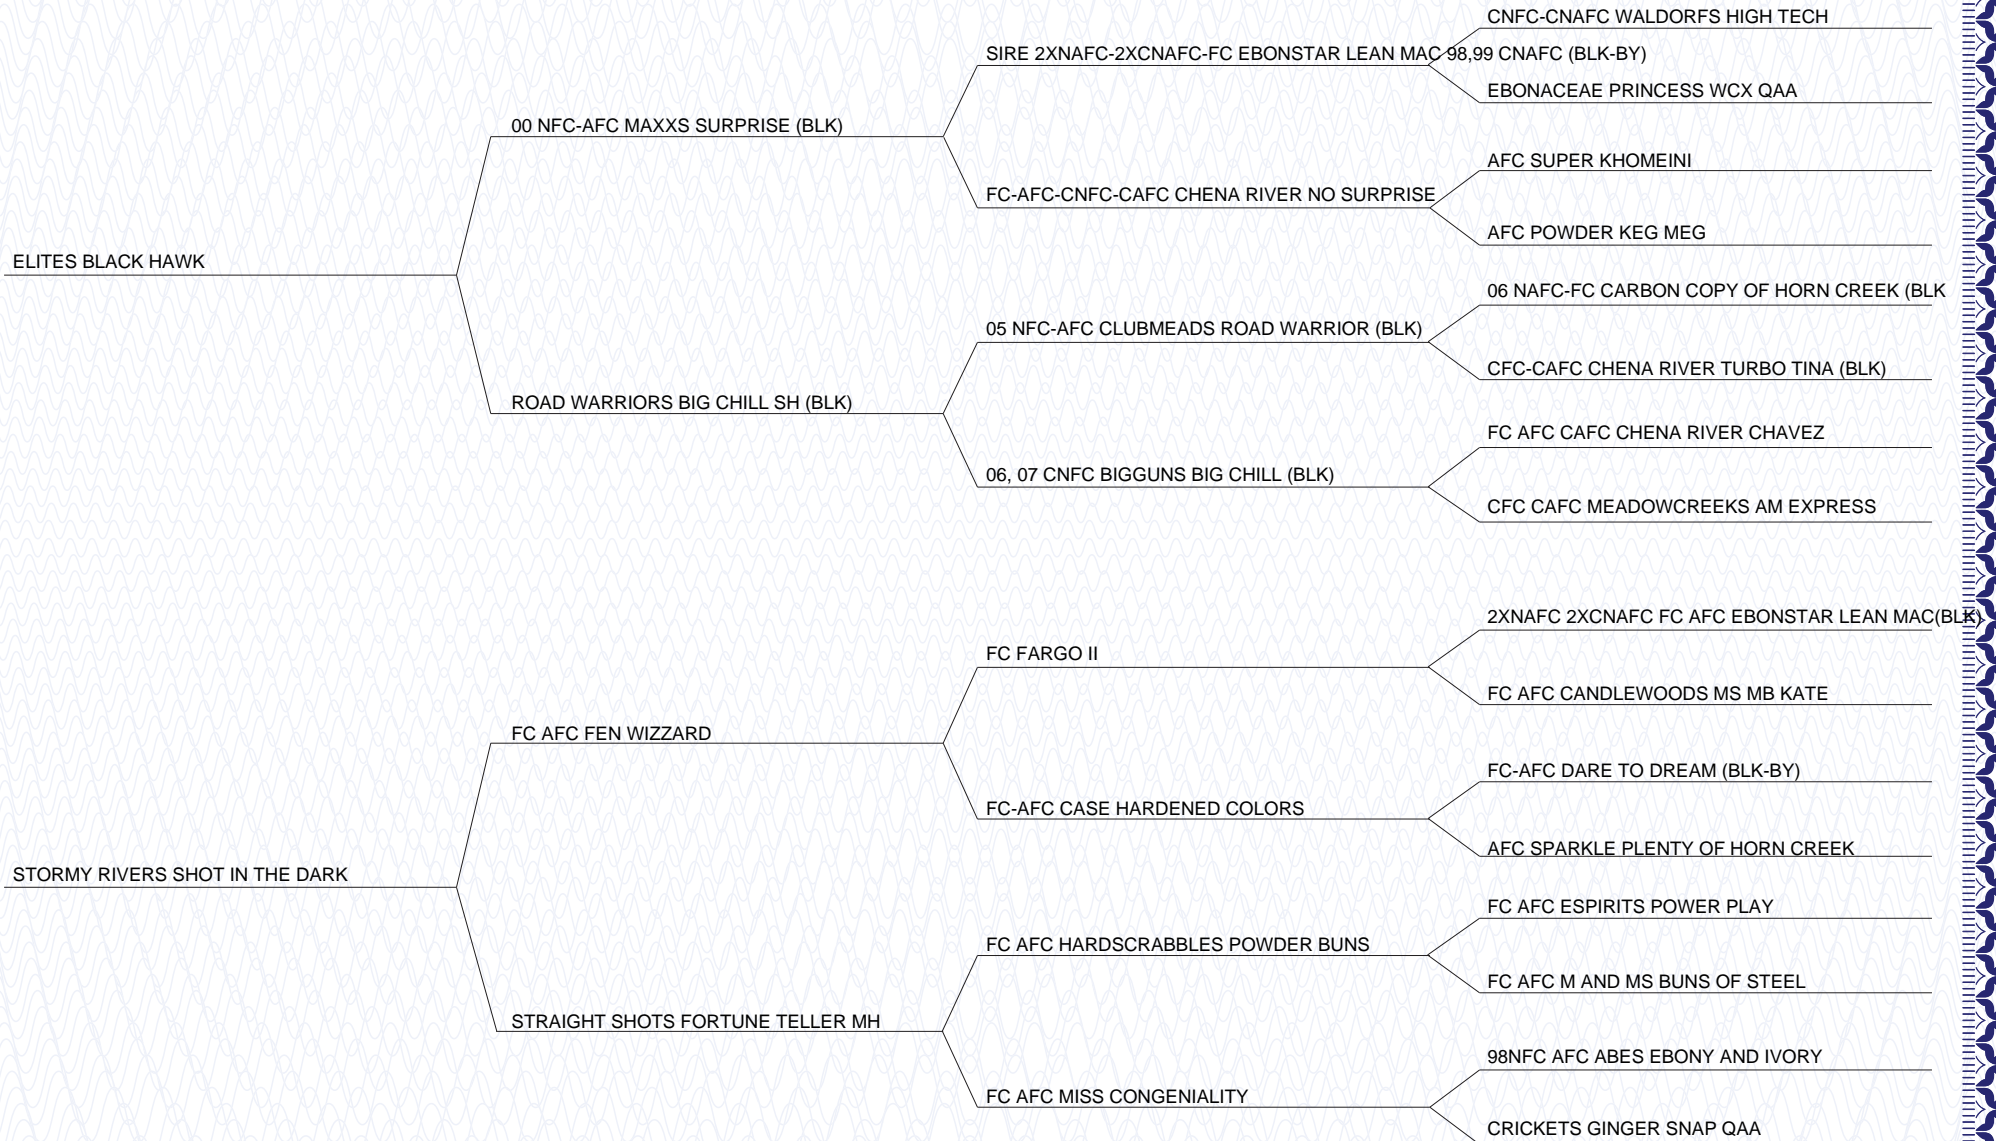 CNFC-CNAFC WALDORFS HIGH TECH
SIRE 2XNAFC-2XCNAFC-FC EBONSTAR LEAN MAC 98,99 CNAFC (BLK-BY)
EBONACEAE PRINCESS WCX QAA
00 NFC-AFC MAXXS SURPRISE (BLK)
AFC SUPER KHOMEINI
FC-AFC-CNFC-CAFC CHENA RIVER NO SURPRISE
AFC POWDER KEG MEG
ELITES BLACK HAWK
06 NAFC-FC CARBON COPY OF HORN CREEK (BLK
05 NFC-AFC CLUBMEADS ROAD WARRIOR (BLK)
CFC-CAFC CHENA RIVER TURBO TINA (BLK)
ROAD WARRIORS BIG CHILL SH (BLK)
FC AFC CAFC CHENA RIVER CHAVEZ
06, 07 CNFC BIGGUNS BIG CHILL (BLK)
CFC CAFC MEADOWCREEKS AM EXPRESS
2XNAFC 2XCNAFC FC AFC EBONSTAR LEAN MAC(BLK)
FC FARGO II
FC AFC CANDLEWOODS MS MB KATE
FC AFC FEN WIZZARD
FC-AFC DARE TO DREAM (BLK-BY)
FC-AFC CASE HARDENED COLORS
AFC SPARKLE PLENTY OF HORN CREEK
STORMY RIVERS SHOT IN THE DARK
FC AFC ESPIRITS POWER PLAY
FC AFC HARDSCRABBLES POWDER BUNS
FC AFC M AND MS BUNS OF STEEL
STRAIGHT SHOTS FORTUNE TELLER MH
98NFC AFC ABES EBONY AND IVORY
FC AFC MISS CONGENIALITY
CRICKETS GINGER SNAP QAA